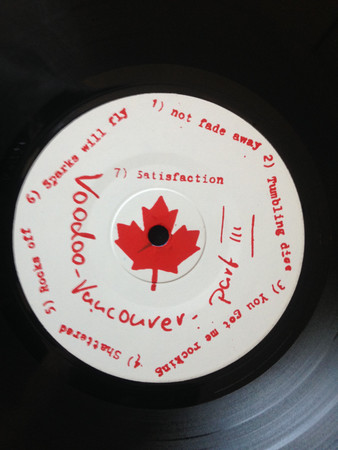 1) not fade away
2) Tumbling dice
3) You got me rocking
4) Shattered
5) Rooks off
6) Sparks will fly
7) Satisfaction
Voodoo-Vancouver-
Part III